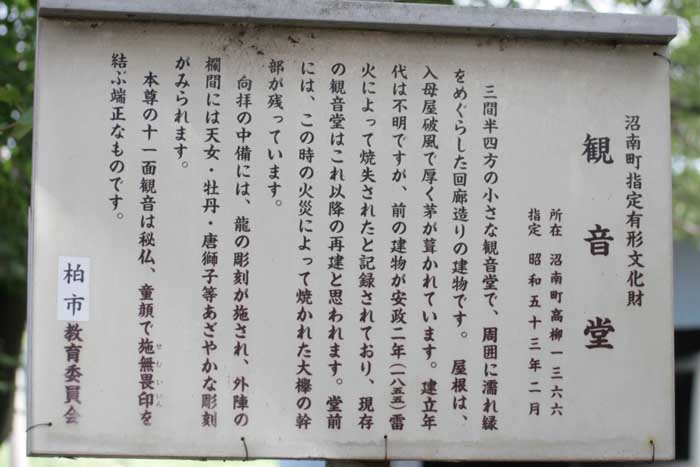 沼南町指定有形文化財
観音堂
所在 沼南町高柳一三六六
指定 昭和五十三年二月
三間半四方の小さな観音堂で、周囲に濡れ縁
をめぐらした回廊造りの建物です。屋根は、
入母屋破風で厚く茅が葺かれています。建立年
代は不明ですが、前の建物が安政二年(一八五五)雷
火によって焼失されたと記録されており、現存
の観音堂はこれ以降の再建と思われます。堂前
には、この時の火災によって焼かれた大欅の幹
部が残っています。
向拝の中備には、龍の彫刻が施され、外陣の
欄間には天女・牡丹・唐獅子等あざやかな彫刻
がみられます。
本尊の十一面観音は秘仏、童顔で施無畏印を
せむいいん
結ぶ端正なものです。
柏市教育委員会